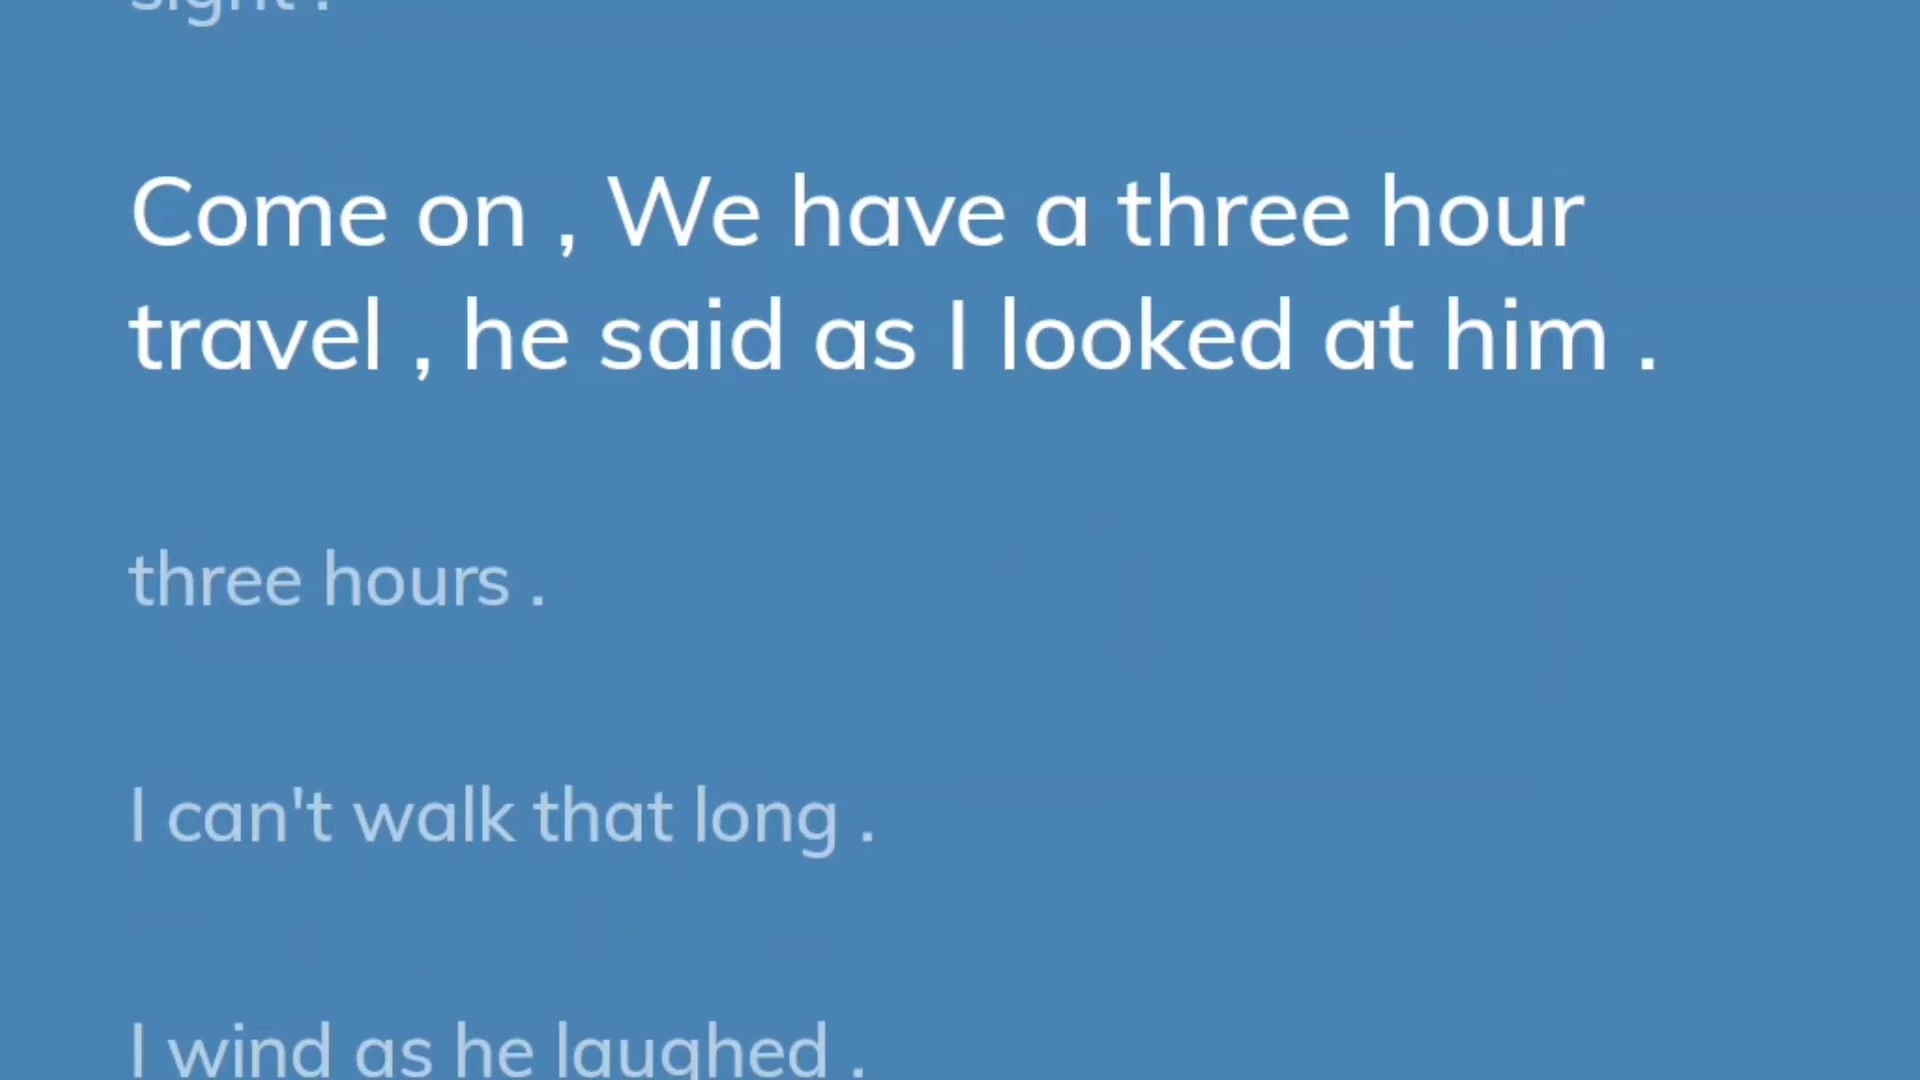 sight .
Come on , We have a three hour
travel , he said as I looked at him .
three hours .
I can't walk that long .
I wind as he laughed .